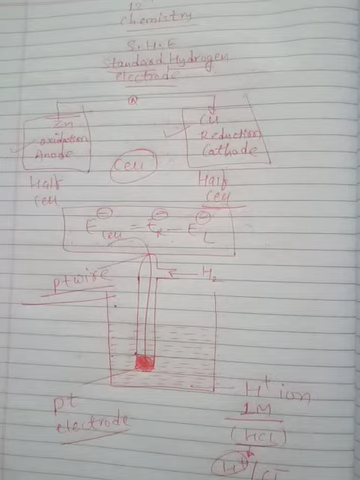 12
Chemistry
S.H.E
Standard Hydrogen
electrode
Zn
oxidation
Anode
Cu
Reduction
Cathode
Cell
Half
Cell
Half
Cell
E⊖cell = E⊖R - E⊖L
pt wire
H2
H+ ion
1M
(HCl)
H+ / Cl-
pt
electrode